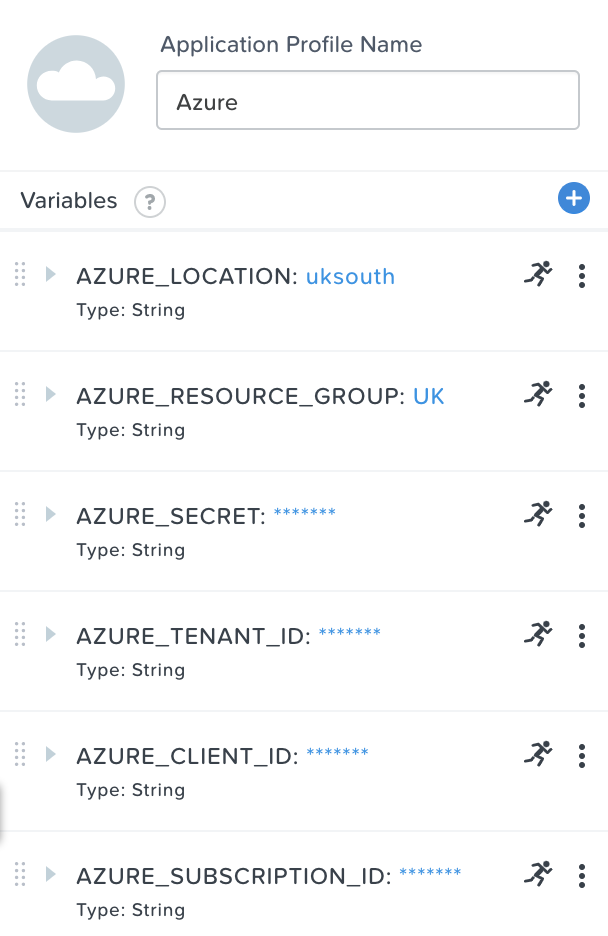 Application Profile Name
Azure
Variables ?
AZURE_LOCATION: uksouth
Type: String
AZURE_RESOURCE_GROUP: UK
Type: String
AZURE_SECRET: *******
Type: String
AZURE_TENANT_ID: *******
Type: String
AZURE_CLIENT_ID: *******
Type: String
AZURE_SUBSCRIPTION_ID: *******
Type: String